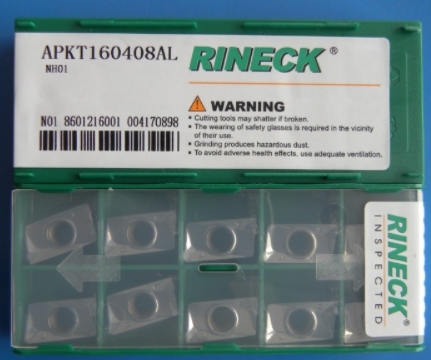 APKT160408AL
NH01
RINECK®
WARNING
• Cutting tools may shatter if broken.
• The wearing of safety glasses is required in the vicinity
of their use.
• Grinding produces hazardous dust.
• To avoid adverse health effects, use adequate ventilation.
N01 8601216001 004170898
RINECK®
INSPECTED